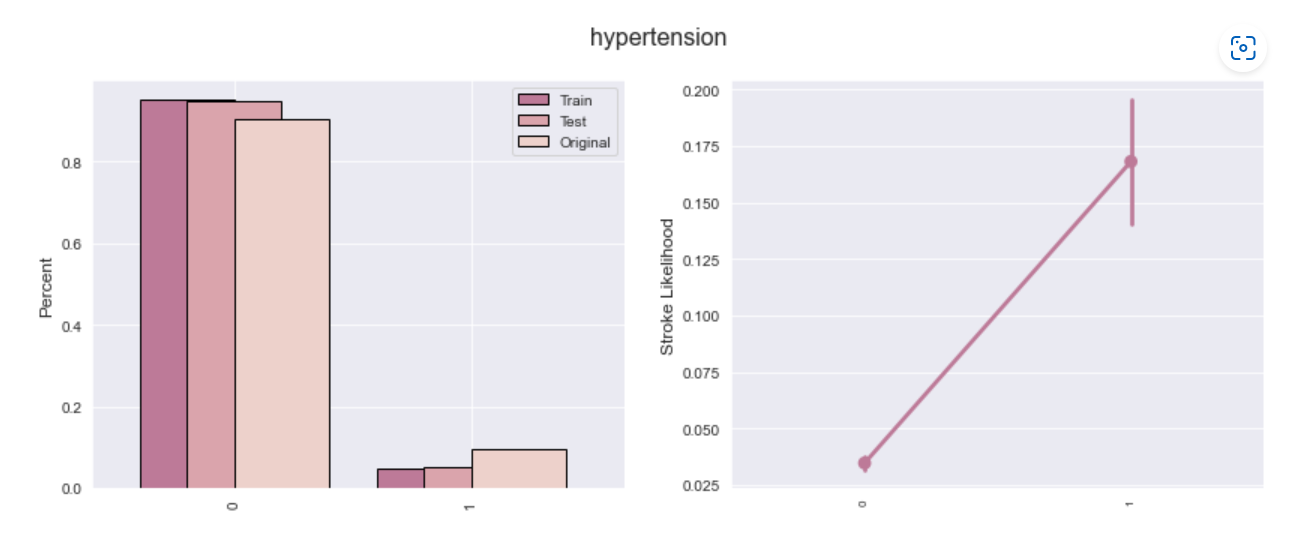 hypertension
Train
Test
Original
Percent
0.8
0.6
0.4
0.2
0.0
0
1
Stroke Likelihood
0.200
0.175
0.150
0.125
0.100
0.075
0.050
0.025
0
1